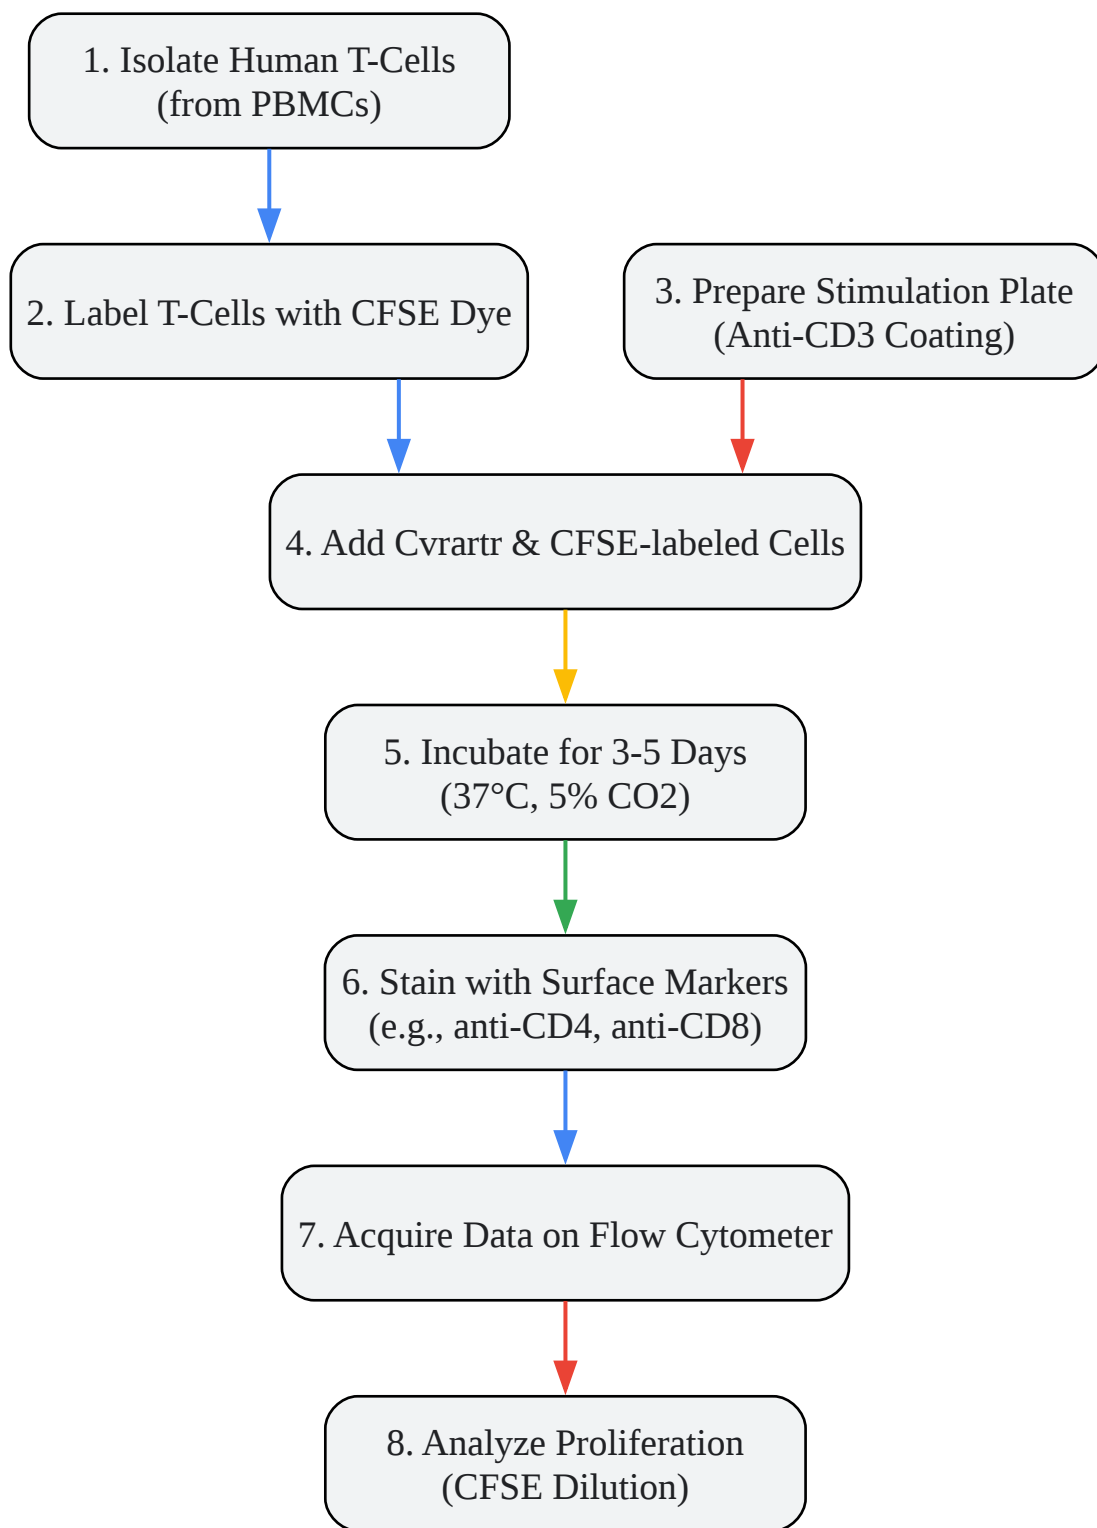 1. Isolate Human T-Cells
(from PBMCs)
2. Label T-Cells with CFSE Dye
3. Prepare Stimulation Plate
(Anti-CD3 Coating)
4. Add Cvrartr & CFSE-labeled Cells
5. Incubate for 3-5 Days
(37°C, 5% CO2)
6. Stain with Surface Markers
(e.g., anti-CD4, anti-CD8)
7. Acquire Data on Flow Cytometer
8. Analyze Proliferation
(CFSE Dilution)